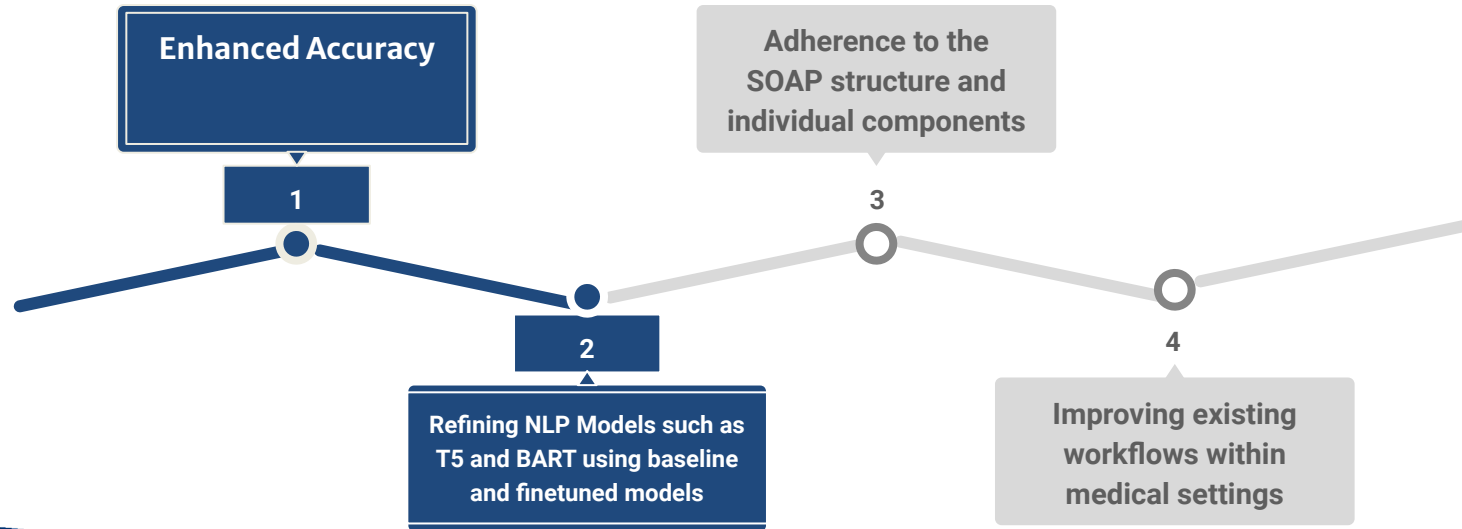 Enhanced Accuracy
1
2
Refining NLP Models such as
T5 and BART using baseline
and finetuned models
Adherence to the
SOAP structure and
individual components
3
4
Improving existing
workflows within
medical settings